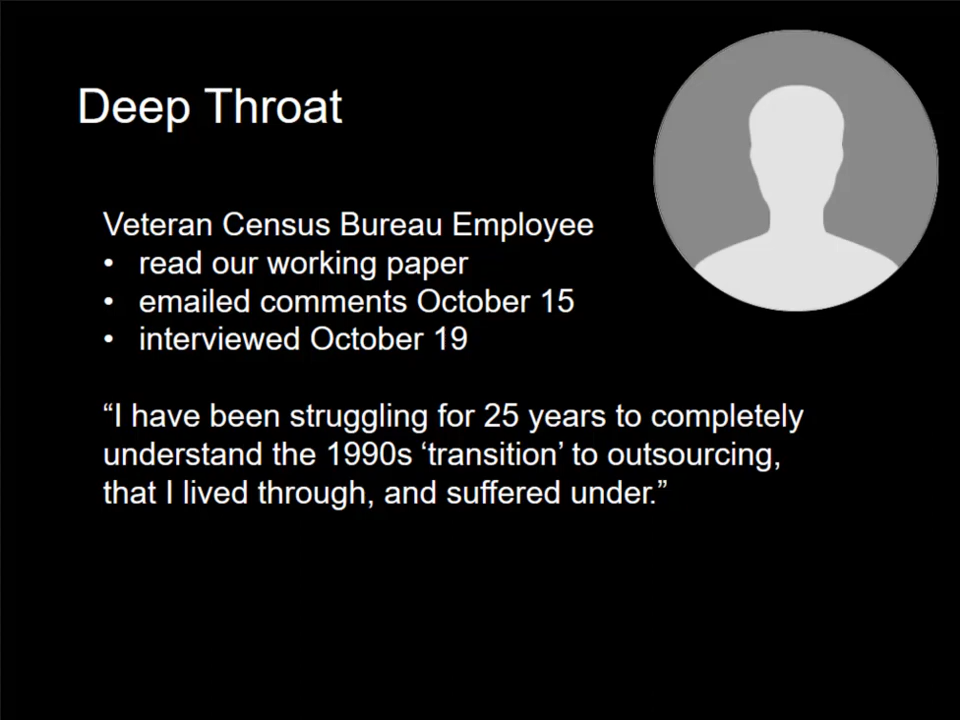 Deep Throat
Veteran Census Bureau Employee
• read our working paper
• emailed comments October 15
• interviewed October 19
“I have been struggling for 25 years to completely
understand the 1990s ‘transition’ to outsourcing,
that I lived through, and suffered under.”